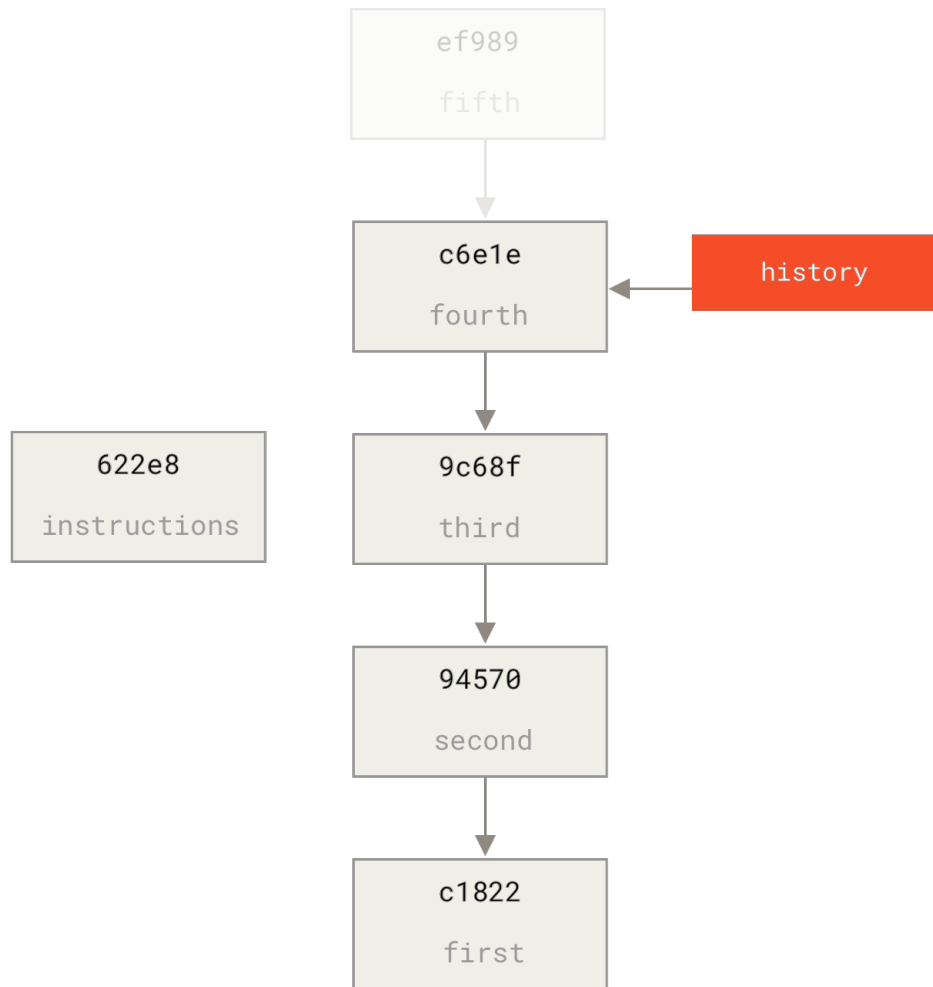 ef989
fifth
c6e1e
fourth
history
622e8
instructions
9c68f
third
94570
second
c1822
first